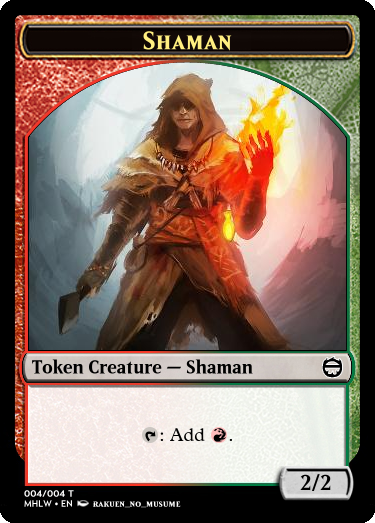 SHAMAN
Token Creature — Shaman
: Add .
2/2
004/004 T
MHLW • EN RAKUEN_NO_MUSUME